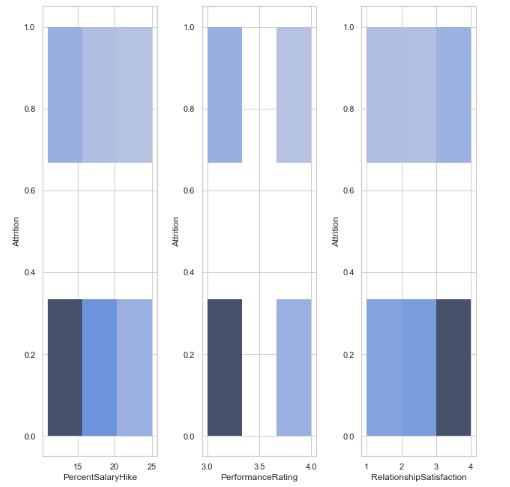 1.0
0.8
0.6
0.4
0.2
0.0
Attrition
15 20 25
PercentSalaryHike
1.0
0.8
0.6
0.4
0.2
0.0
Attrition
3.0 3.5 4.0
PerformanceRating
1.0
0.8
0.6
0.4
0.2
0.0
Attrition
1 2 3 4
RelationshipSatisfaction